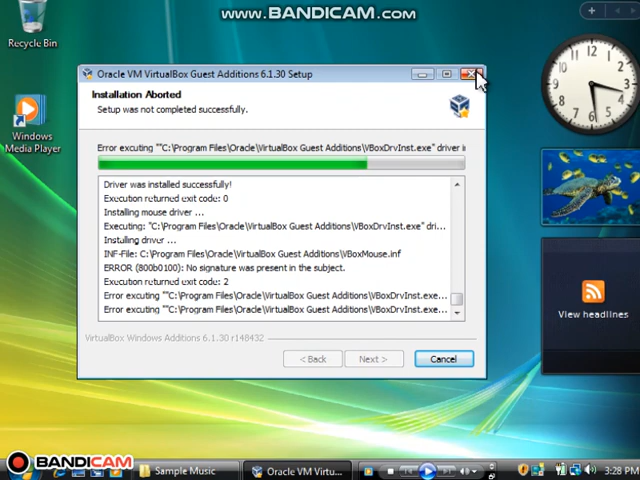 www.BANDICAM.com
Recycle Bin
Windows
Media Player
Oracle VM VirtualBox Guest Additions 6.1.30 Setup
Installation Aborted
Setup was not completed successfully.
Error excuting ""C:\Program Files\Oracle\VirtualBox Guest Additions\VBoxDrvInst.exe" driver in
Driver was installed successfully!
Execution returned exit code: 0
Installing mouse driver ...
Executing: "C:\Program Files\Oracle\VirtualBox Guest Additions\VBoxDrvInst.exe" dri...
Installing driver ...
INF-File: C:\Program Files\Oracle\VirtualBox Guest Additions\VBoxMouse.inf
ERROR (800b0100): No signature was present in the subject.
Execution returned exit code: 2
Error excuting ""C:\Program Files\Oracle\VirtualBox Guest Additions\VBoxDrvInst.exe...
Error excuting ""C:\Program Files\Oracle\VirtualBox Guest Additions\VBoxDrvInst.exe...
VirtualBox Windows Additions 6.1.30 r148432
< Back
Next >
Cancel
View headlines
BANDICAM
Sample Music
Oracle VM Virtu...
3:28 PM